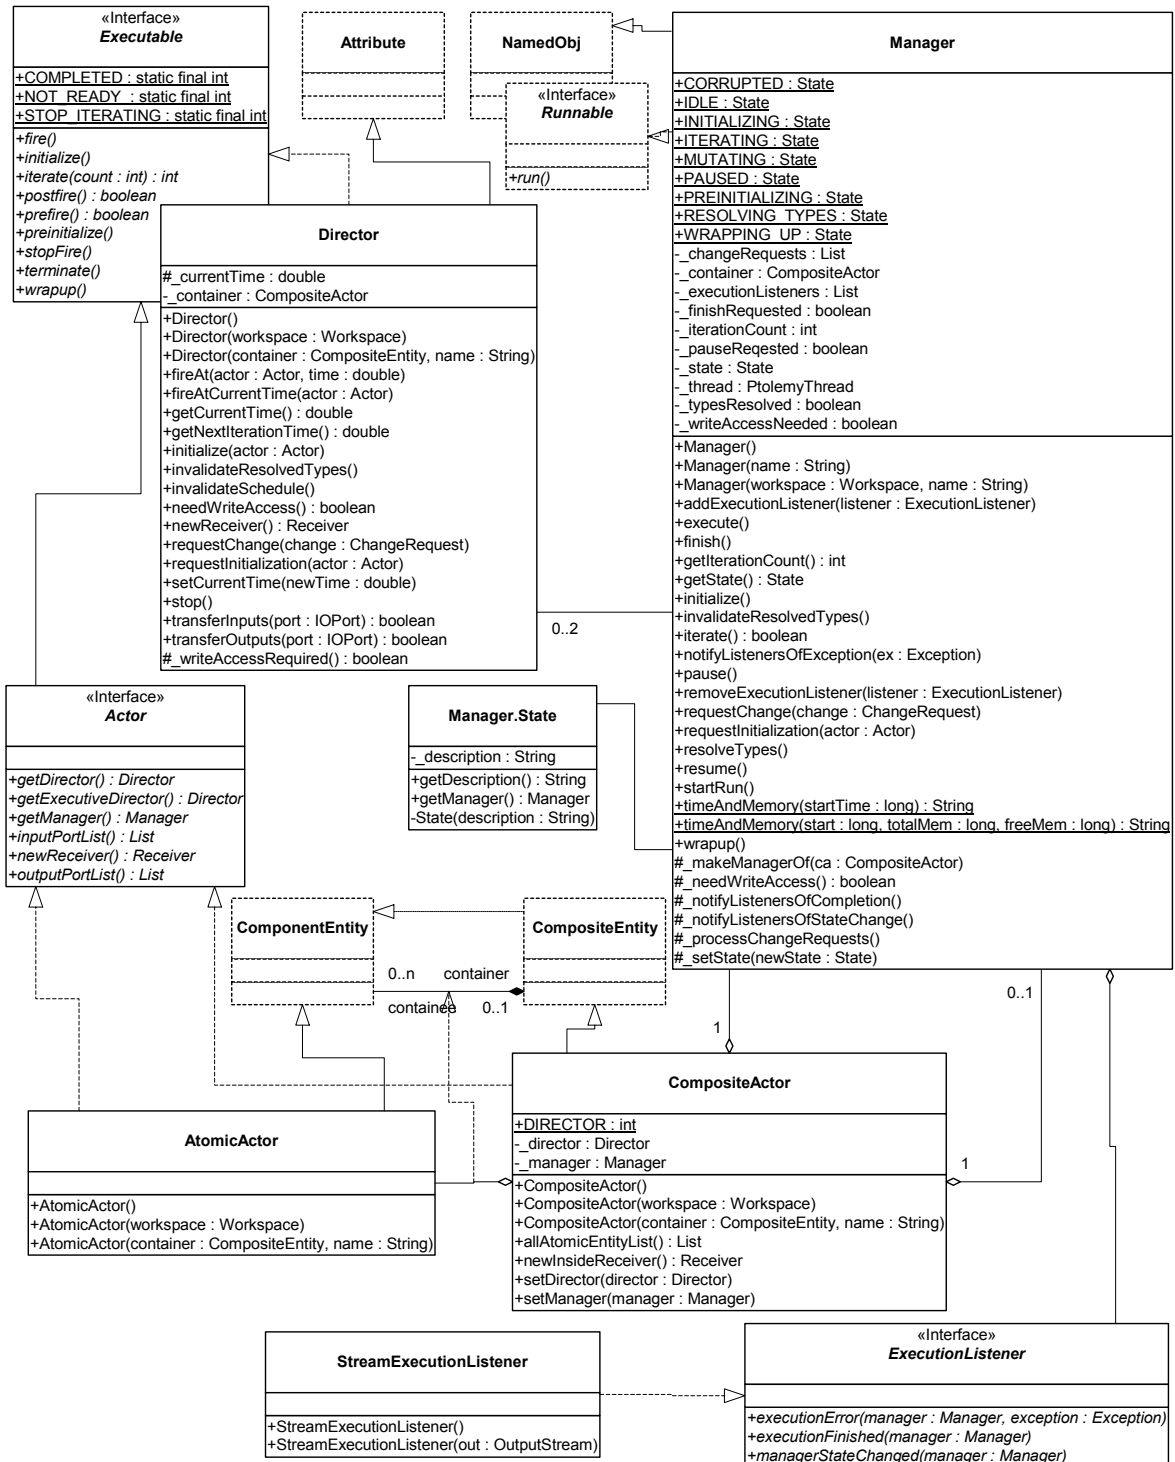 «Interface»
Executable
+COMPLETED : static final int
+NOT_READY : static final int
+STOP_ITERATING : static final int
+fire()
+initialize()
+iterate(count : int) : int
+postfire() : boolean
+prefire() : boolean
+preinitialize()
+stopFire()
+terminate()
+wrapup()
Attribute
NamedObj
«Interface»
Runnable
+run()
Manager
+CORRUPTED : State
+IDLE : State
+INITIALIZING : State
+ITERATING : State
+MUTATING : State
+PAUSED : State
+PREINITIALIZING : State
+RESOLVING_TYPES : State
+WRAPPING_UP : State
-_changeRequests : List
-_container : CompositeActor
-_executionListeners : List
-_finishRequested : boolean
-_iterationCount : int
-_pauseReqested : boolean
-_state : State
-_thread : PtolemyThread
-_typesResolved : boolean
-_writeAccessNeeded : boolean
+Manager()
+Manager(name : String)
+Manager(workspace : Workspace, name : String)
+addExecutionListener(listener : ExecutionListener)
+execute()
+finish()
+getIterationCount() : int
+getState() : State
+initialize()
+invalidateResolvedTypes()
+iterate() : boolean
+notifyListenersOfException(ex : Exception)
+pause()
+removeExecutionListener(listener : ExecutionListener)
+requestChange(change : ChangeRequest)
+requestInitialization(actor : Actor)
+resolveTypes()
+resume()
+startRun()
+timeAndMemory(startTime : long) : String
+timeAndMemory(start : long, totalMem : long, freeMem : long) : String
+wrapup()
#_makeManagerOf(ca : CompositeActor)
#_needWriteAccess() : boolean
#_notifyListenersOfCompletion()
#_notifyListenersOfStateChange()
#_processChangeRequests()
#_setState(newState : State)
Director
#_currentTime : double
-_container : CompositeActor
+Director()
+Director(workspace : Workspace)
+Director(container : CompositeEntity, name : String)
+fireAt(actor : Actor, time : double)
+fireAtCurrentTime(actor : Actor)
+getCurrentTime() : double
+getNextIterationTime() : double
+initialize(actor : Actor)
+invalidateResolvedTypes()
+invalidateSchedule()
+needWriteAccess() : boolean
+newReceiver() : Receiver
+requestChange(change : ChangeRequest)
+requestInitialization(actor : Actor)
+setCurrentTime(newTime : double)
+stop()
+transferInputs(port : IOPort) : boolean
+transferOutputs(port : IOPort) : boolean
#_writeAccessRequired() : boolean
0..2
«Interface»
Actor
+getDirector() : Director
+getExecutiveDirector() : Director
+getManager() : Manager
+inputPortList() : List
+newReceiver() : Receiver
+outputPortList() : List
Manager.State
-_description : String
+getDescription() : String
+getManager() : Manager
-State(description : String)
ComponentEntity
CompositeEntity
0..n container
containee 0..1
0..1
1
CompositeActor
+DIRECTOR : int
-_director : Director
-_manager : Manager
+CompositeActor()
+CompositeActor(workspace : Workspace)
+CompositeActor(container : CompositeEntity, name : String)
+allAtomicEntityList() : List
+newInsideReceiver() : Receiver
+setDirector(director : Director)
+setManager(manager : Manager)
1
AtomicActor
+AtomicActor()
+AtomicActor(workspace : Workspace)
+AtomicActor(container : CompositeEntity, name : String)
StreamExecutionListener
+StreamExecutionListener()
+StreamExecutionListener(out : OutputStream)
«Interface»
ExecutionListener
+executionError(manager : Manager, exception : Exception)
+executionFinished(manager : Manager)
+managerStateChanged(manager : Manager)